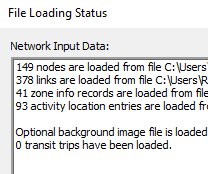 File Loading Status
Network Input Data:
149 nodes are loaded from file C:\Users
378 links are loaded from file C:\Users\R
41 zone info records are loaded from file
93 activity location entries are loaded fro
Optional background image file is loaded
0 transit trips have been loaded.